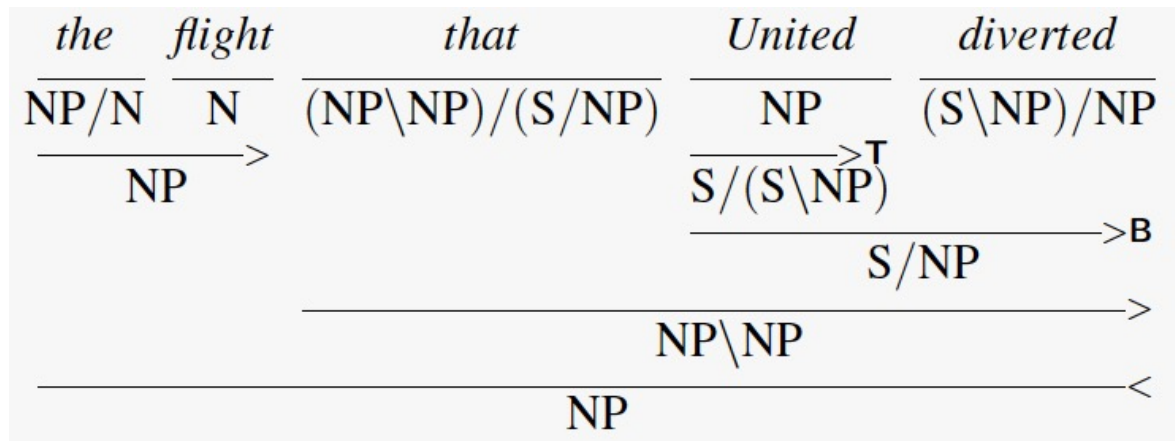 the flight that United diverted
NP/N N (NP\NP)/(S/NP) NP (S\NP)/NP
> >T
NP S/(S\NP)
>B
S/NP
>
NP\NP
<
NP